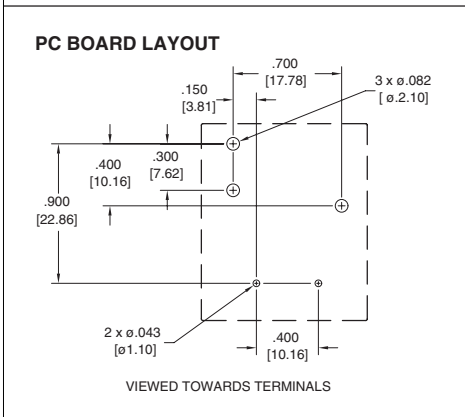 PC BOARD LAYOUT
.700
[17.78]
.150
[3.81]
3 x ø.082
[ ø.2.10]
.400
[10.16]
.300
[7.62]
.900
[22.86]
2 x ø.043
[ø1.10]
.400
[10.16]
VIEWED TOWARDS TERMINALS